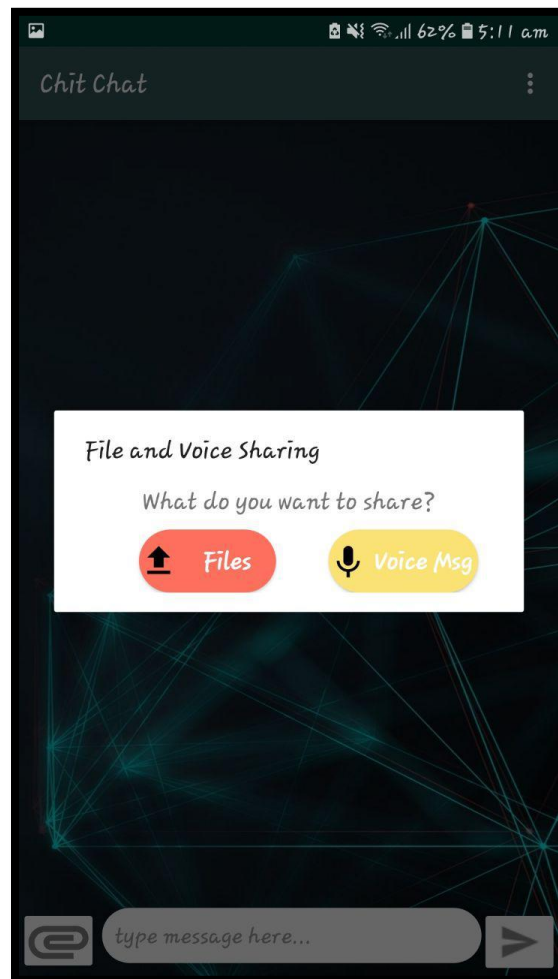 62% 5:11 am
Chit Chat
File and Voice Sharing
What do you want to share?
Files
Voice Msg
type message here...